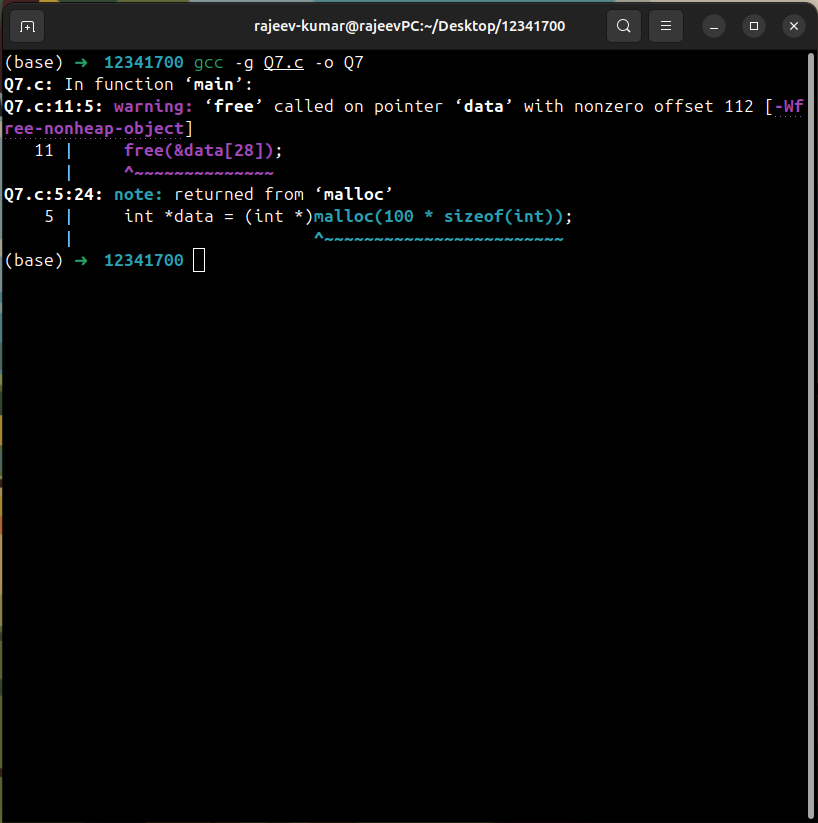 rajeev-kumar@rajeevPC:~/Desktop/12341700
(base) ➜  12341700 gcc -g Q7.c -o Q7
Q7.c: In function ‘main’:
Q7.c:11:5: warning: ‘free’ called on pointer ‘data’ with nonzero offset 112 [-Wf
ree-nonheap-object]
   11 |     free(&data[28]);
      |     ^~~~~~~~~~~~~~~
Q7.c:5:24: note: returned from ‘malloc’
    5 |     int *data = (int *)malloc(100 * sizeof(int));
      |                        ^~~~~~~~~~~~~~~~~~~~~~~~~
(base) ➜  12341700